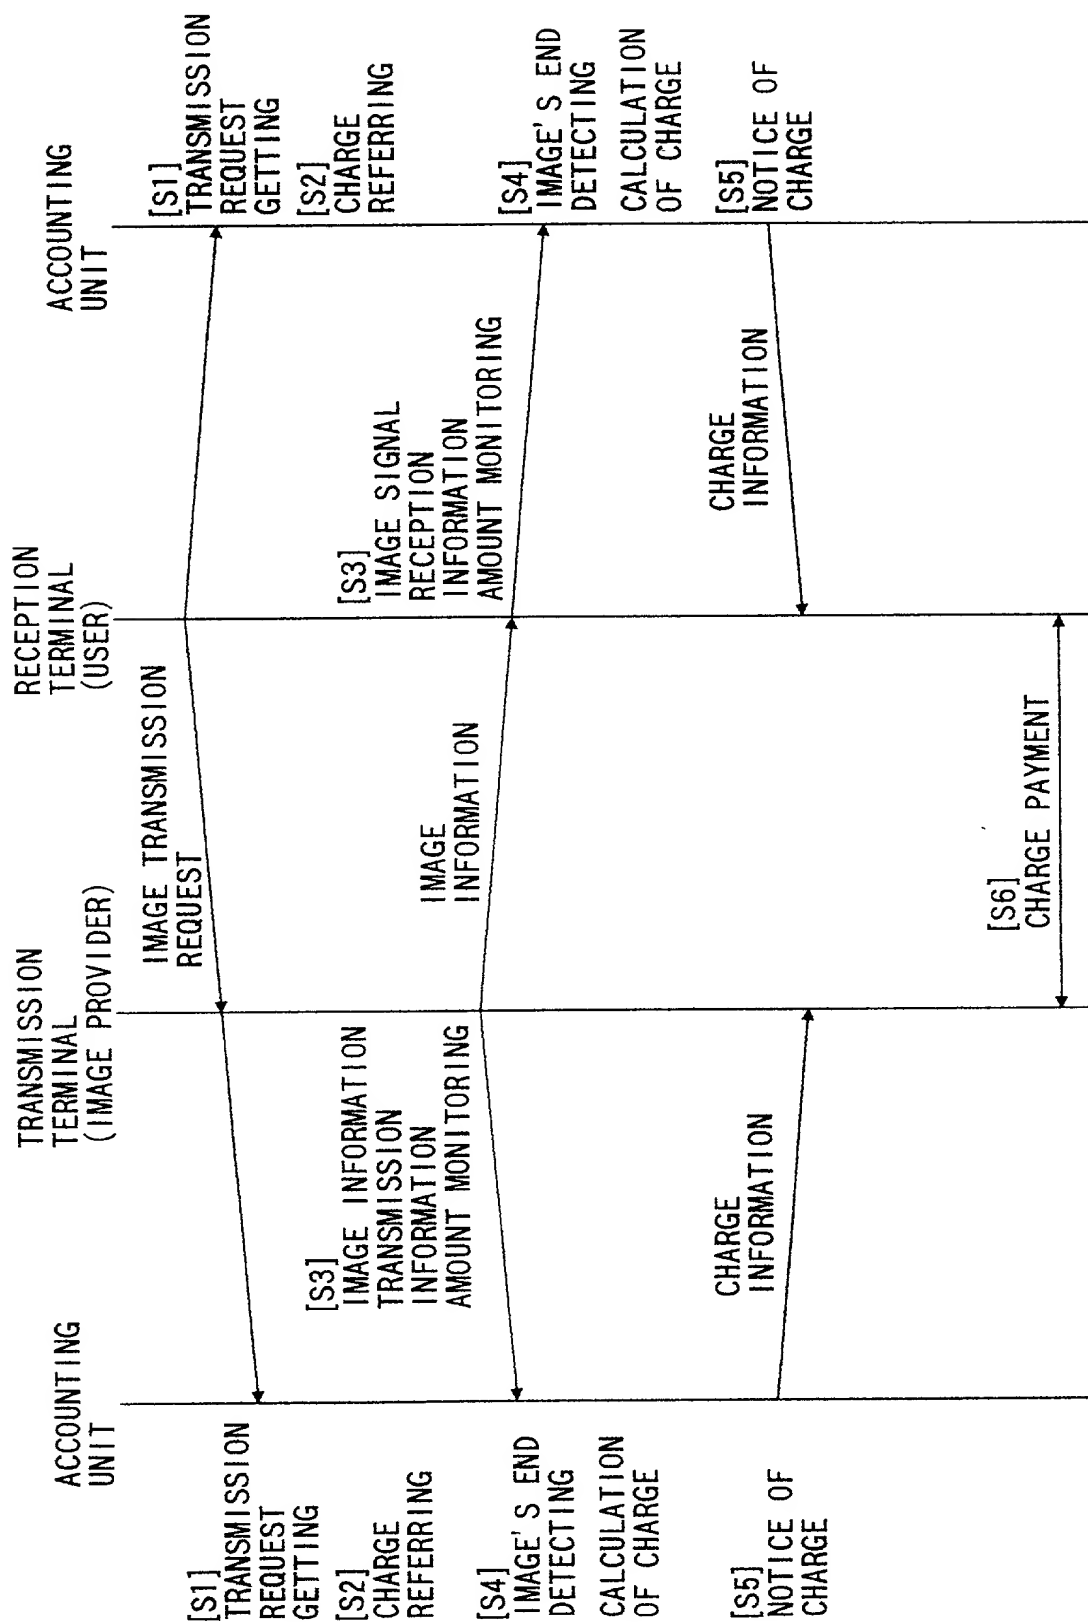 ACCOUNTING
UNIT
TRANSMISSION
TERMINAL
(IMAGE PROVIDER)
RECEPTION
TERMINAL
(USER)
ACCOUNTING
UNIT
[S1]
TRANSMISSION
REQUEST
GETTING
[S2]
CHARGE
REFERRING
[S4]
IMAGE'S END
DETECTING
CALCULATION
OF CHARGE
[S5]
NOTICE OF
CHARGE
[S3]
IMAGE INFORMATION
TRANSMISSION
INFORMATION
AMOUNT MONITORING
CHARGE
INFORMATION
IMAGE TRANSMISSION
REQUEST
IMAGE
INFORMATION
[S6]
CHARGE PAYMENT
[S3]
IMAGE SIGNAL
RECEPTION
INFORMATION
AMOUNT MONITORING
CHARGE
INFORMATION
[S1]
TRANSMISSION
REQUEST
GETTING
[S2]
CHARGE
REFERRING
[S4]
IMAGE'S END
DETECTING
CALCULATION
OF CHARGE
[S5]
NOTICE OF
CHARGE